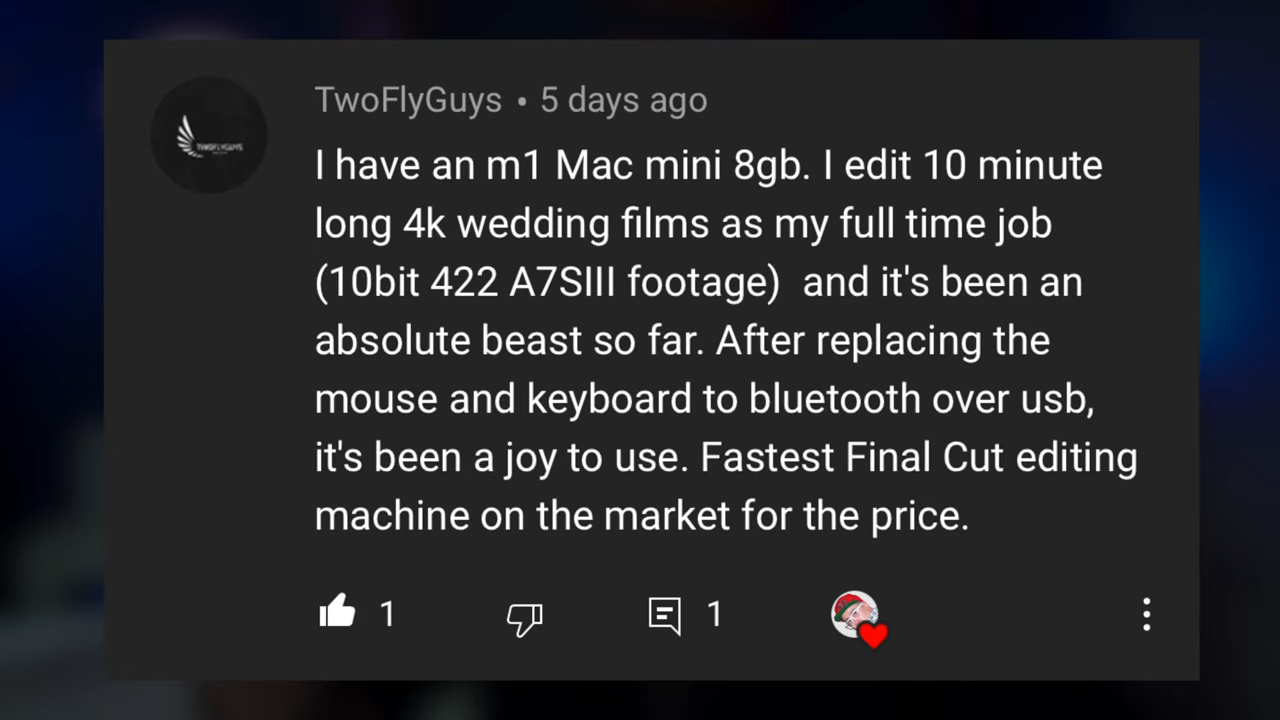 TwoFlyGuys • 5 days ago
I have an m1 Mac mini 8gb. I edit 10 minute
long 4k wedding films as my full time job
(10bit 422 A7SIII footage)  and it's been an
absolute beast so far. After replacing the
mouse and keyboard to bluetooth over usb,
it's been a joy to use. Fastest Final Cut editing
machine on the market for the price.
TWOFLYGUYS
1 1